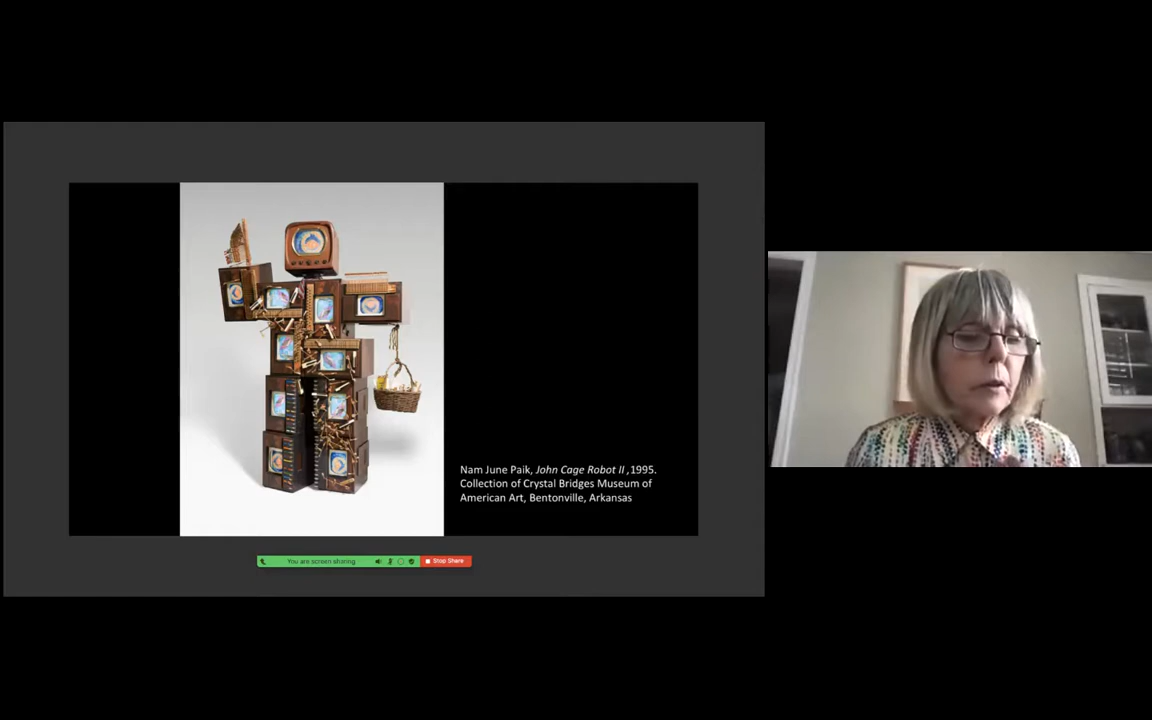 Nam June Paik, John Cage Robot II ,1995.
Collection of Crystal Bridges Museum of
American Art, Bentonville, Arkansas
You are screen sharing
Stop Share